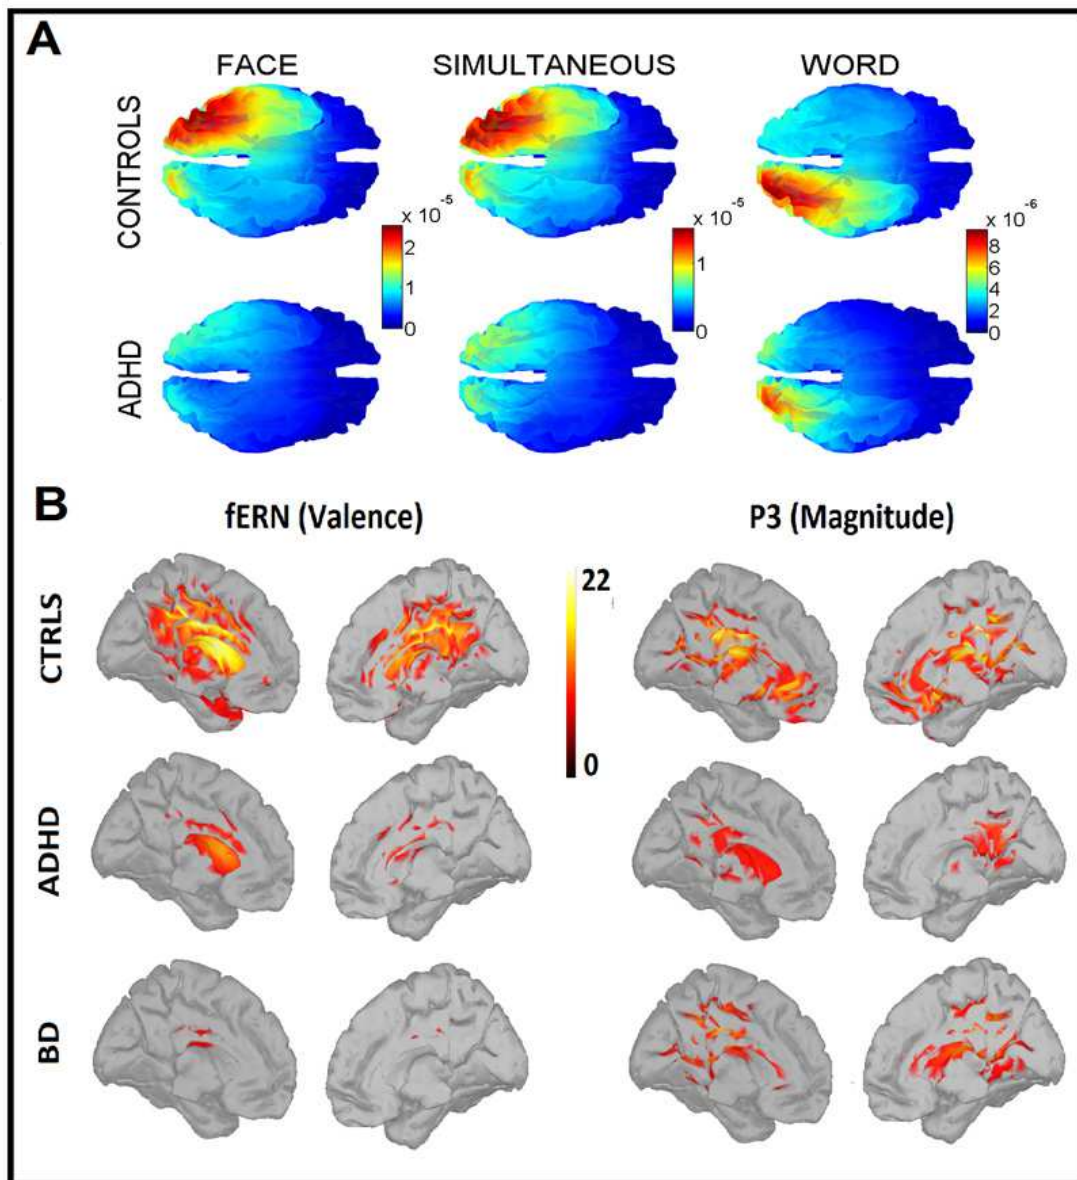 A
FACE SIMULTANEOUS WORD
CONTROLS
x 10⁻⁵
2
1
0
x 10⁻⁵
1
0
x 10⁻⁶
8
6
4
2
0
ADHD
B
fERN (Valence) P3 (Magnitude)
CTRLS
22
0
ADHD
BD